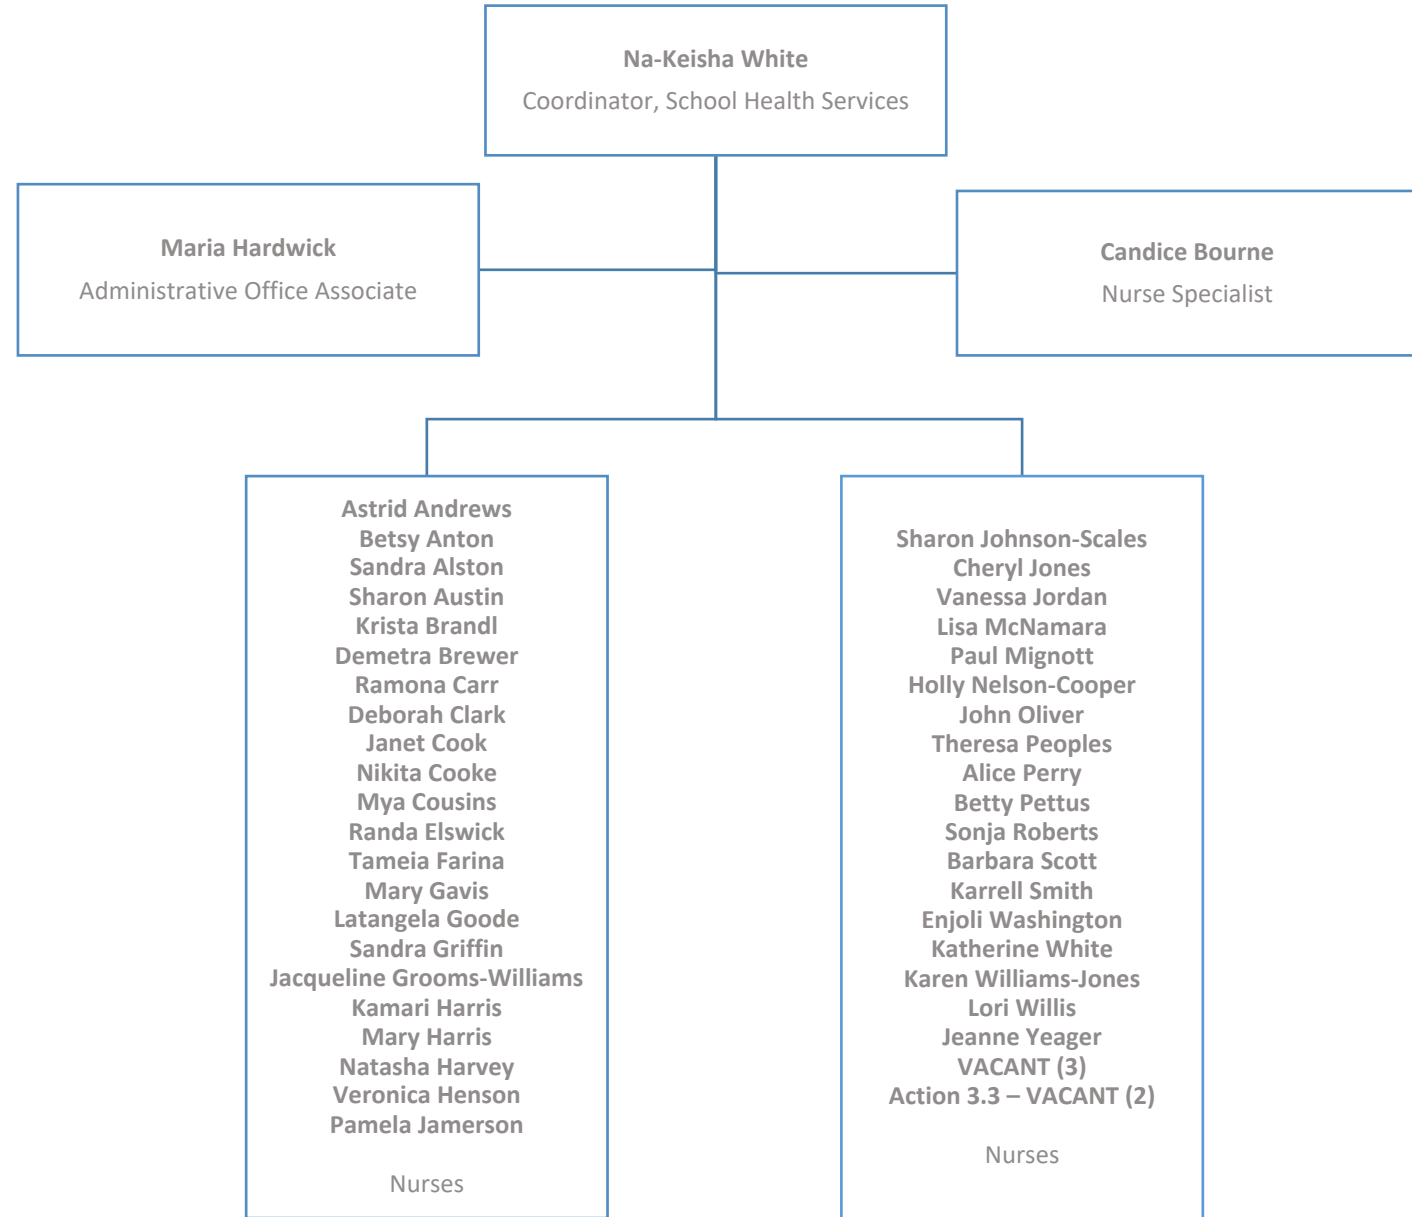 Na-Keisha White
Coordinator, School Health Services
Maria Hardwick
Administrative Office Associate
Candice Bourne
Nurse Specialist
Astrid Andrews
Betsy Anton
Sandra Alston
Sharon Austin
Krista Brandl
Demetra Brewer
Ramona Carr
Deborah Clark
Janet Cook
Nikita Cooke
Mya Cousins
Randa Elswick
Tameia Farina
Mary Gavis
Latangela Goode
Sandra Griffin
Jacqueline Grooms-Williams
Kamari Harris
Mary Harris
Natasha Harvey
Veronica Henson
Pamela Jamerson
Nurses
Sharon Johnson-Scales
Cheryl Jones
Vanessa Jordan
Lisa McNamara
Paul Mignott
Holly Nelson-Cooper
John Oliver
Theresa Peoples
Alice Perry
Betty Pettus
Sonja Roberts
Barbara Scott
Karrell Smith
Enjoli Washington
Katherine White
Karen Williams-Jones
Lori Willis
Jeanne Yeager
VACANT (3)
Action 3.3 – VACANT (2)
Nurses